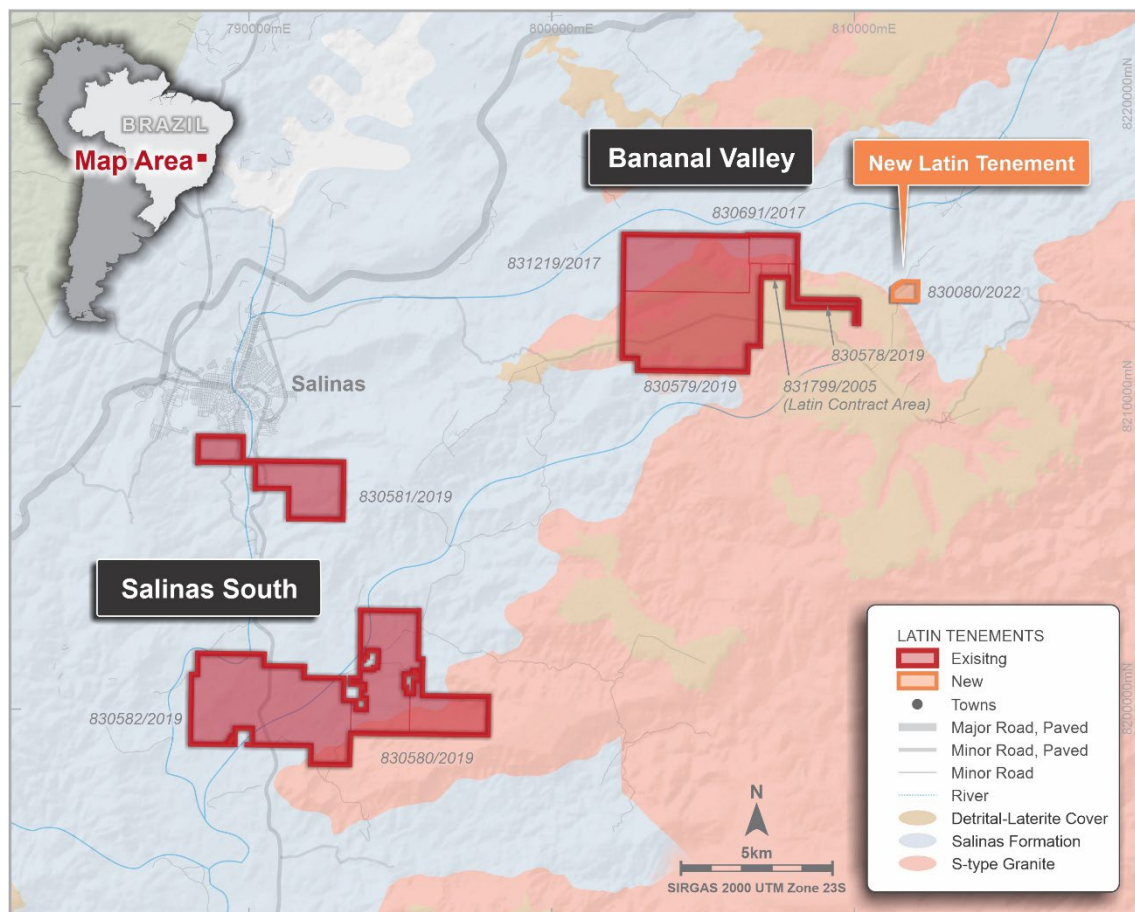 790000mE
800000mE
810000mE
8220000mN
8210000mN
8200000mN
BRAZIL
Map Area
Bananal Valley
New Latin Tenement
830691/2017
831219/2017
830080/2022
830578/2019
830579/2019
831799/2005
(Latin Contract Area)
Salinas
830581/2019
Salinas South
830582/2019
830580/2019
N
5km
SIRGAS 2000 UTM Zone 23S
LATIN TENEMENTS
Exisitng
New
Towns
Major Road, Paved
Minor Road, Paved
Minor Road
River
Detrital-Laterite Cover
Salinas Formation
S-type Granite